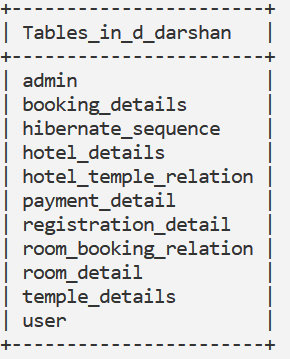 +-----------------------+
| Tables_in_d_darshan   |
+-----------------------+
| admin                 |
| booking_details       |
| hibernate_sequence    |
| hotel_details         |
| hotel_temple_relation |
| payment_detail        |
| registration_detail   |
| room_booking_relation |
| room_detail           |
| temple_details        |
| user                  |
+-----------------------+